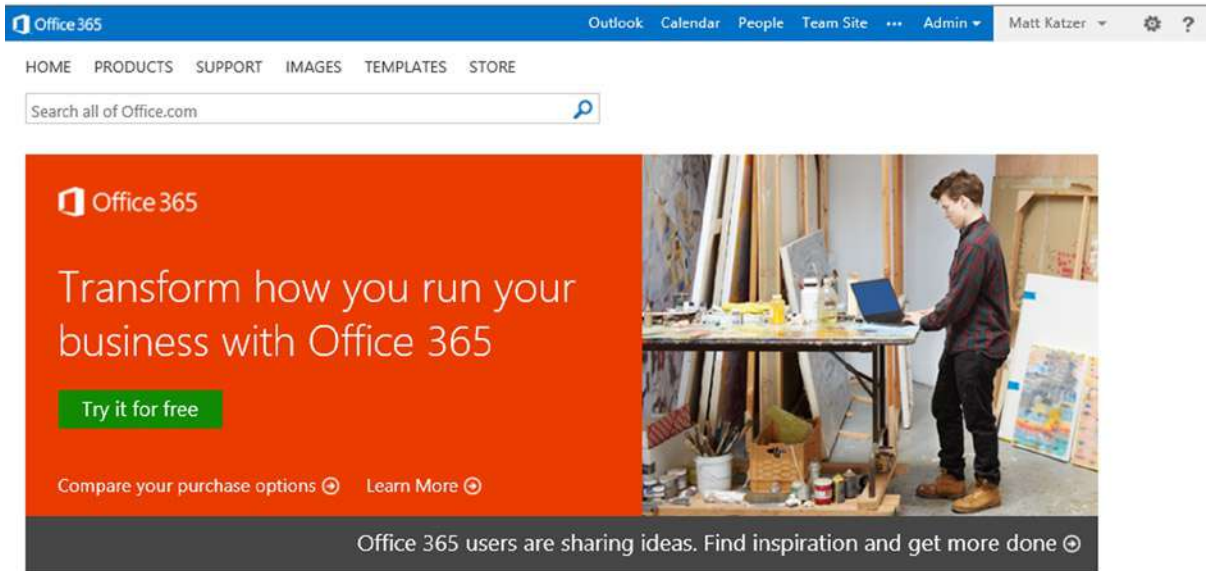 Office 365 Outlook Calendar People Team Site ••• Admin Matt Katzer ?
HOME PRODUCTS SUPPORT IMAGES TEMPLATES STORE
Search all of Office.com
Office 365
Transform how you run your
business with Office 365
Try it for free
Compare your purchase options Learn More
Office 365 users are sharing ideas. Find inspiration and get more done